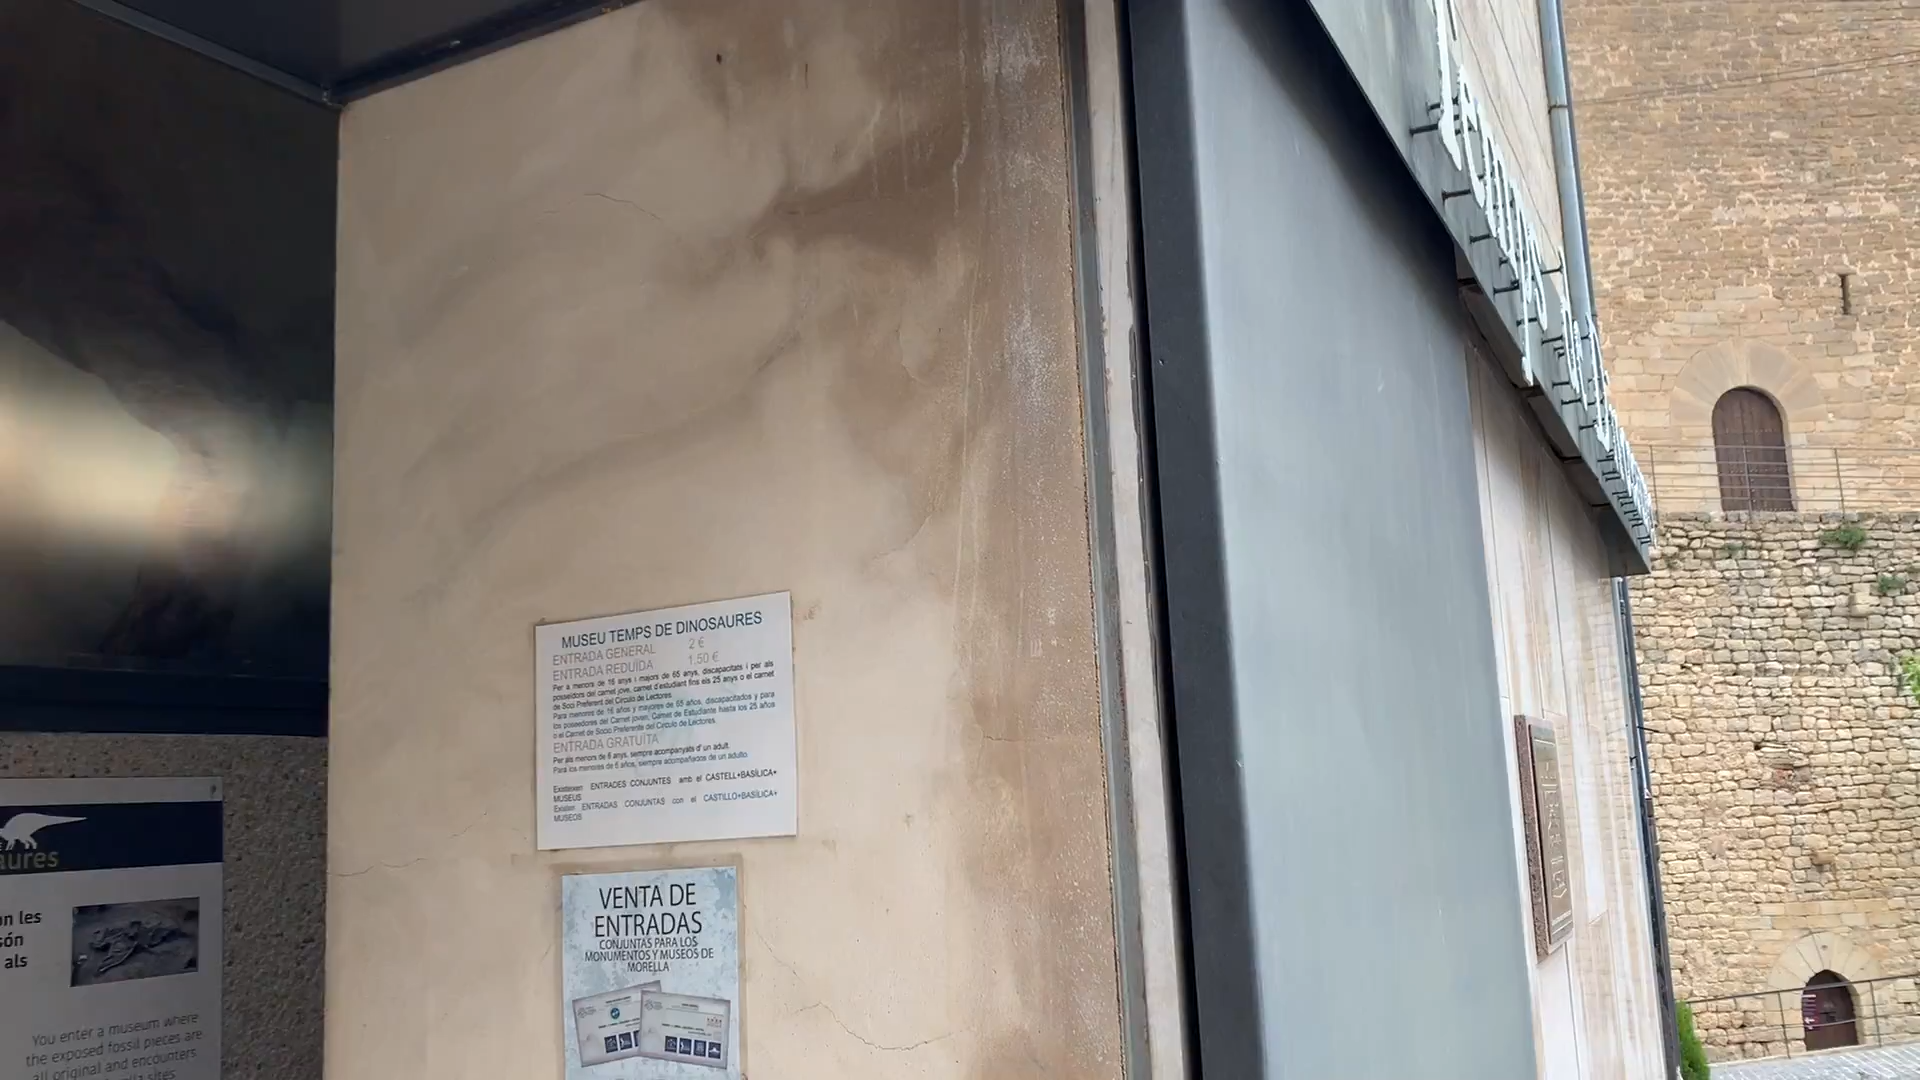 Temps de
MUSEU TEMPS DE DINOSAURES
ENTRADA GENERAL 2 €
ENTRADA REDUÏDA 1,50 €
Per a menors de 16 anys i majors de 65 anys, discapacitats i per als
posseïdors del carnet jove, carnet d'estudiant fins els 25 anys o el carnet
de Soci Preferent del Circulo de Lectores.
Para menores de 16 años y mayores de 65 años, discapacitados y para
los poseedores del Carnet joven, Carnet de Estudiante hasta los 25 años
o el Carnet de Socio Preferente del Circulo de Lectores.
ENTRADA GRATUÏTA
Per als menors de 6 anys, sempre acompanyats d'un adult.
Para los menores de 6 años, siempre acompañados de un adulto.
Existeixen ENTRADES CONJUNTES amb el CASTELL+BASÍLICA+
MUSEUS
Existen ENTRADAS CONJUNTAS con el CASTILLO+BASÍLICA+
MUSEOS
VENTA DE
ENTRADAS
CONJUNTAS PARA LOS
MONUMENTOS Y MUSEOS DE
MORELLA
aures
on les
són
als
You enter a museum where
the exposed fossil pieces are
all original and encounters
sites